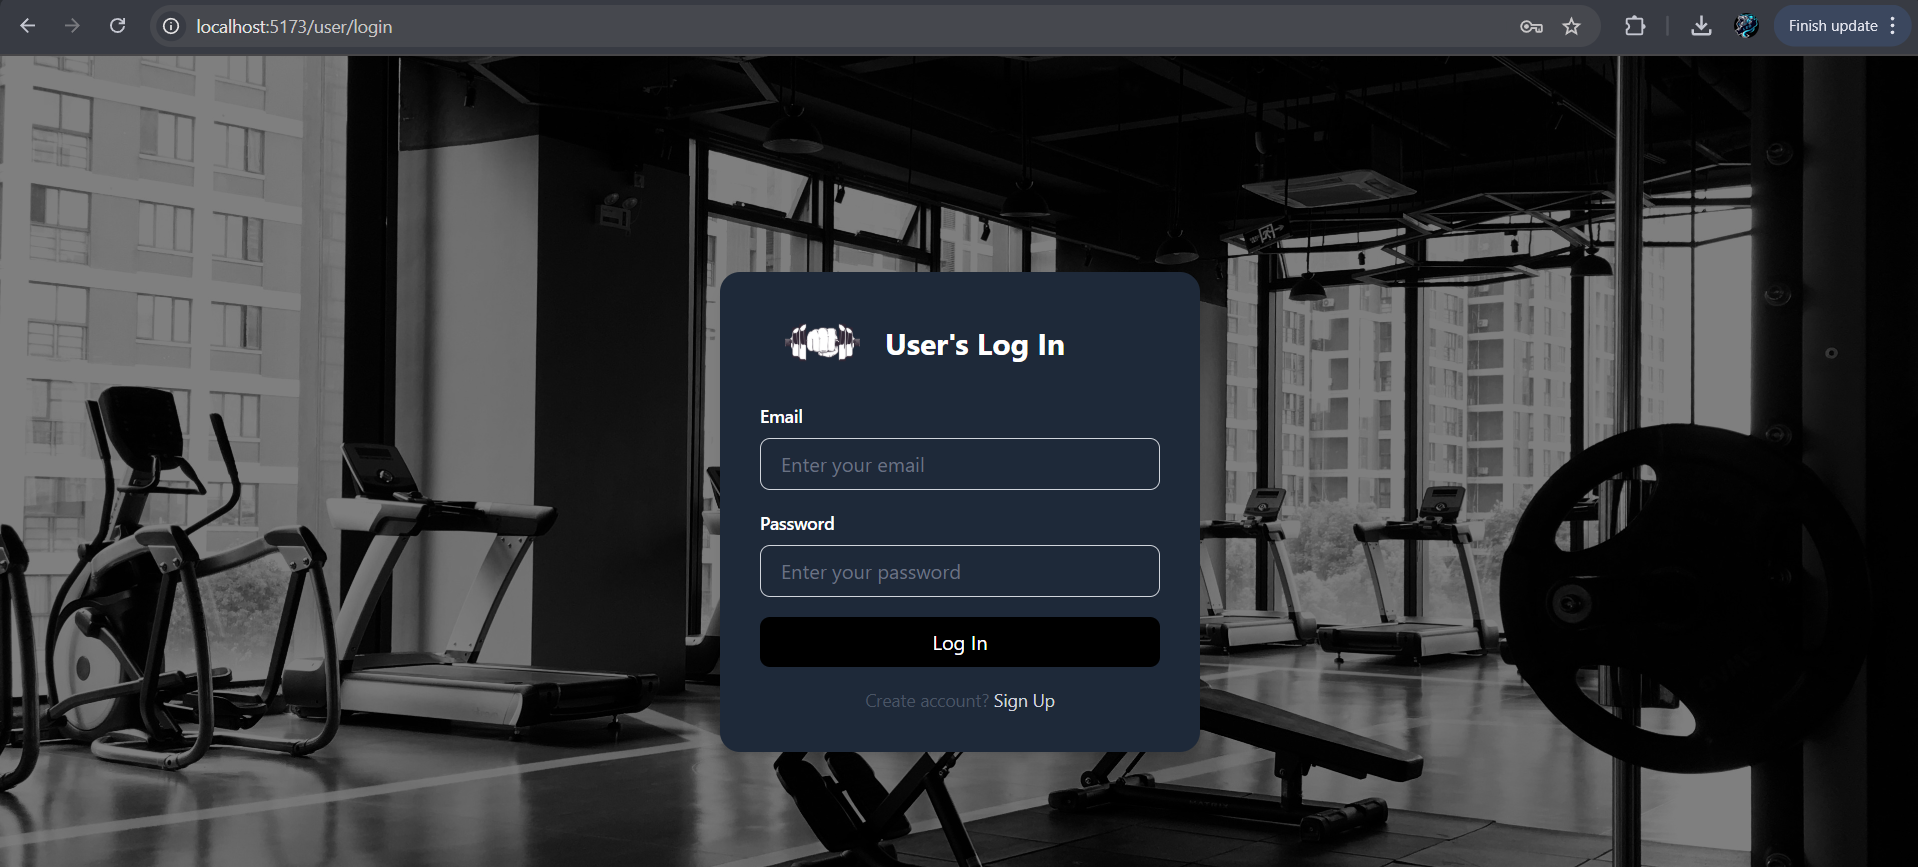 localhost:5173/user/login
Finish update
User's Log In
Email
Enter your email
Password
Enter your password
Log In
Create account? Sign Up